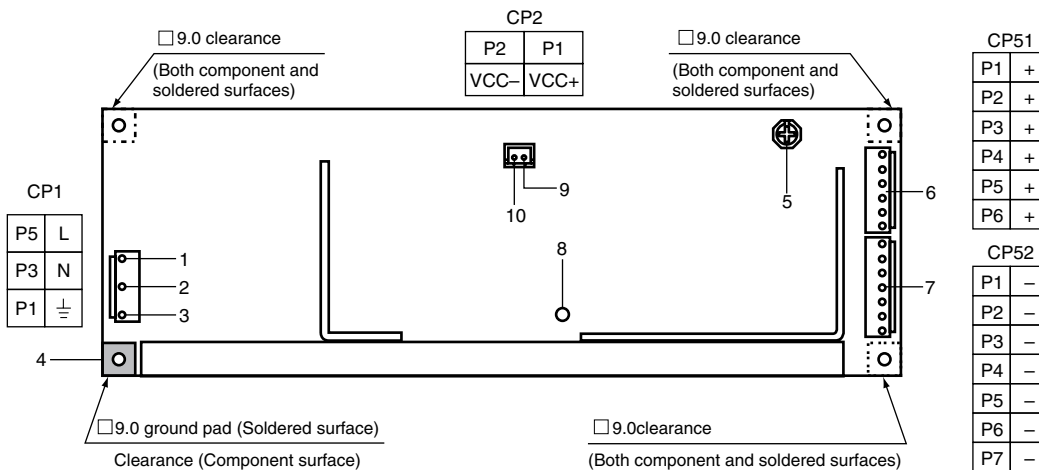 CP2
P2 P1
VCC– VCC+
□ 9.0 clearance
(Both component and
soldered surfaces)
□ 9.0 clearance
(Both component and
soldered surfaces)
CP51
P1 +
P2 +
P3 +
P4 +
P5 +
P6 +
CP1
P5 L
P3 N
P1 ⏚
1
2
3
4
5
6
7
8
9
10
CP52
P1 –
P2 –
P3 –
P4 –
P5 –
P6 –
P7 –
□9.0 ground pad (Soldered surface)
Clearance (Component surface)
□9.0clearance
(Both component and soldered surfaces)